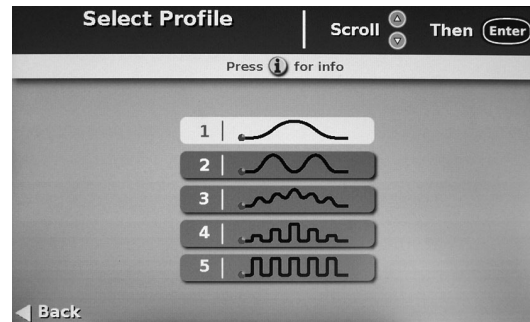 Select Profile
Scroll Then Enter
Press i for info
1
2
3
4
5
Back